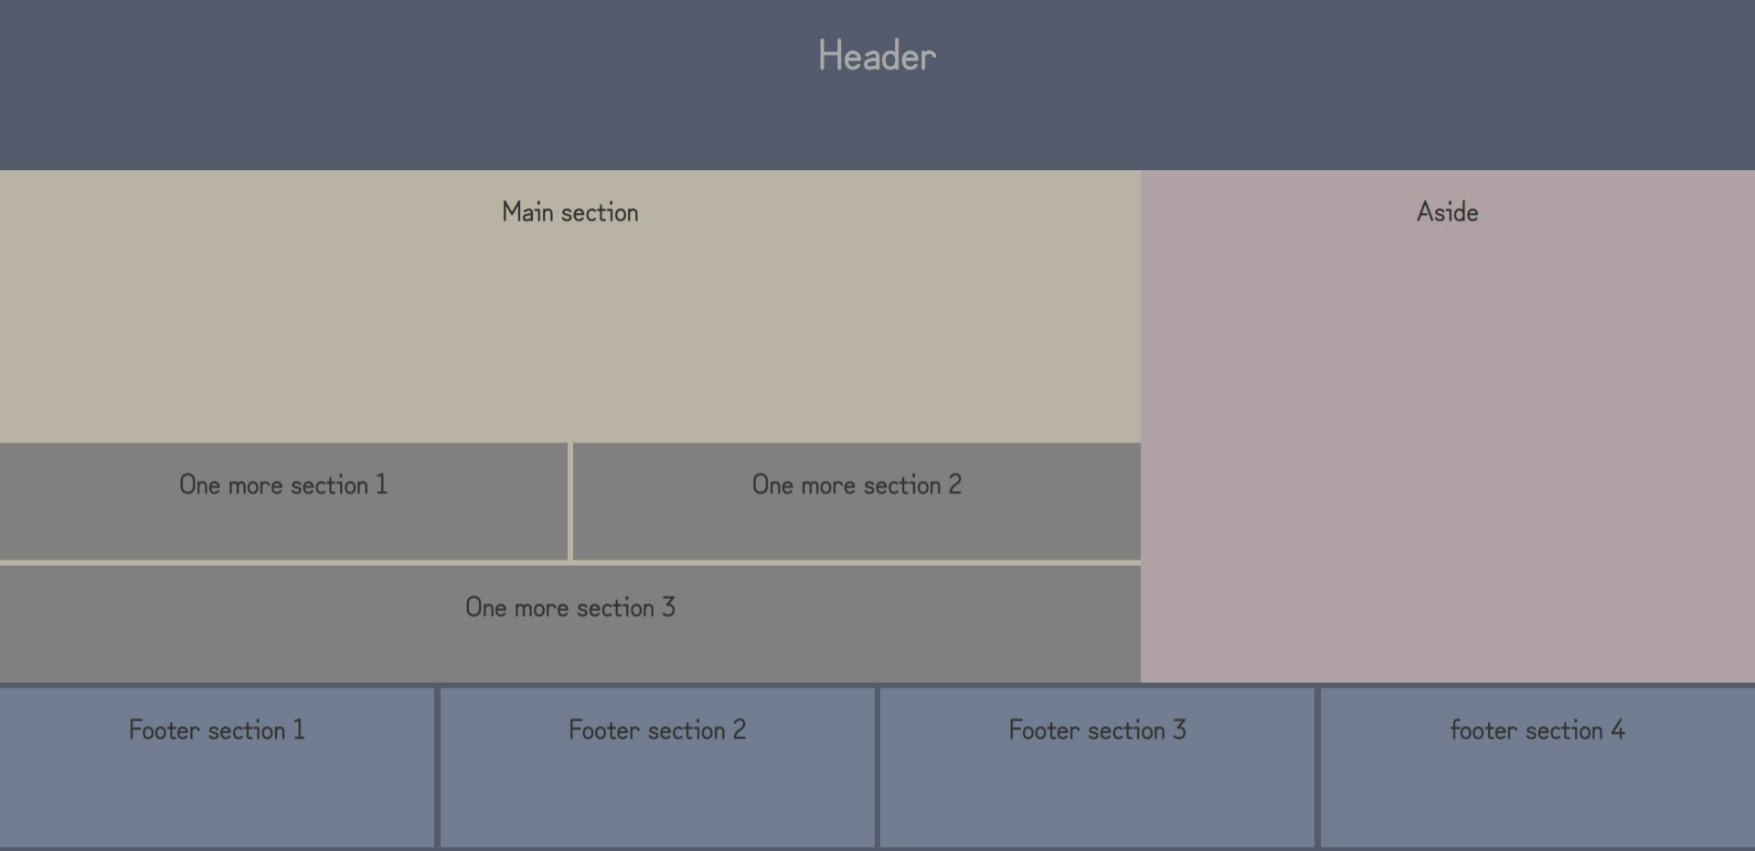 Header
Main section
Aside
One more section 1
One more section 2
One more section 3
Footer section 1
Footer section 2
Footer section 3
footer section 4